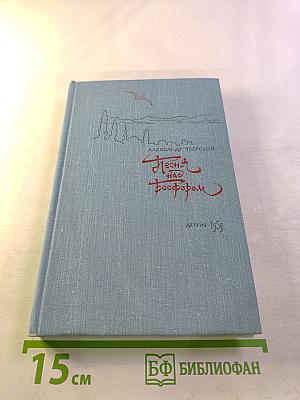 АЛЕКСАНДР ТВЕРСКОЙ
Песня
над
Босфором
ДЕТГИЗ 1959
15 см
БФ БИБЛИОФАН